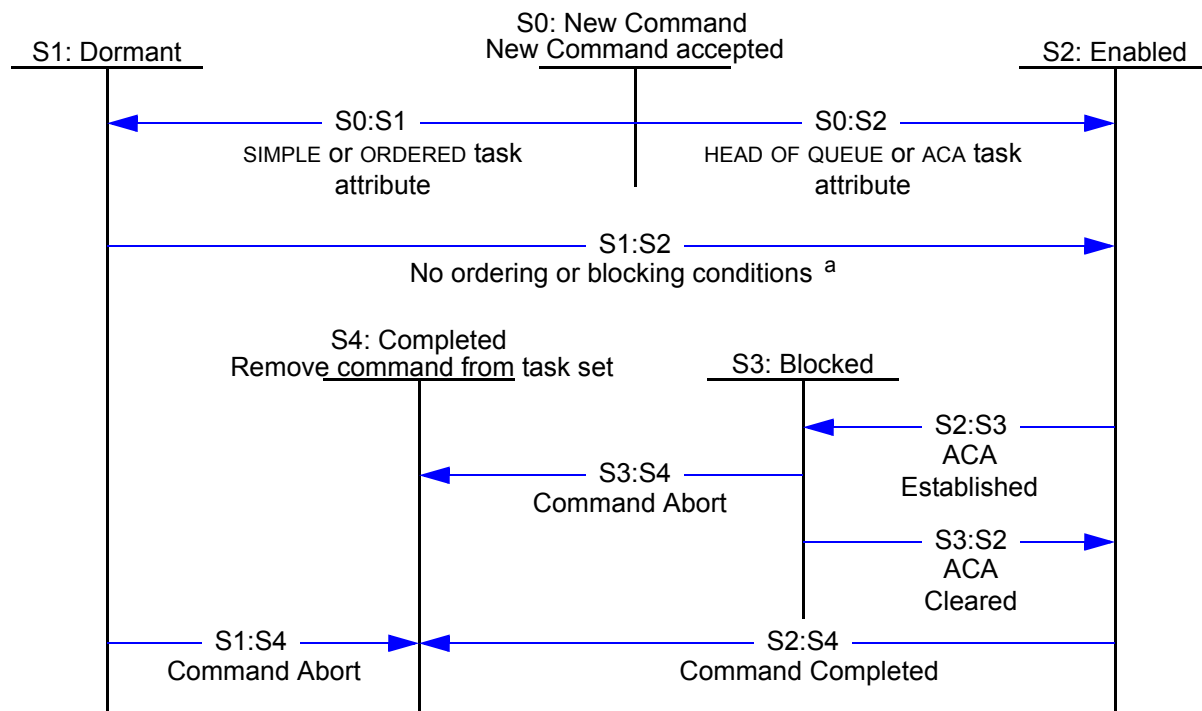 S0: New Command
New Command accepted
S1: Dormant
S2: Enabled
S0:S1
SIMPLE or ORDERED task
attribute
S0:S2
HEAD OF QUEUE or ACA task
attribute
S1:S2
No ordering or blocking conditions a
S4: Completed
Remove command from task set
S3: Blocked
S2:S3
ACA
Established
S3:S4
Command Abort
S3:S2
ACA
Cleared
S1:S4
Command Abort
S2:S4
Command Completed